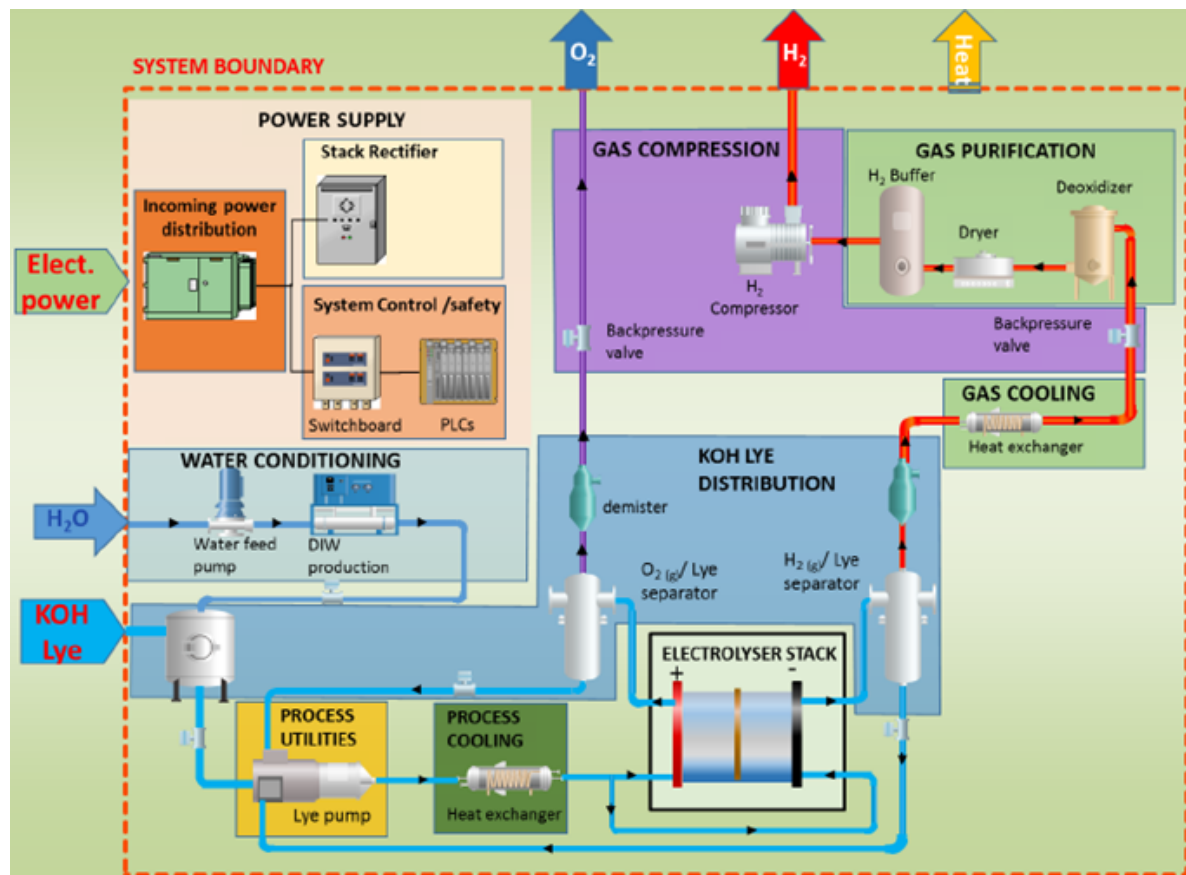 O2
H2
Heat
SYSTEM BOUNDARY
POWER SUPPLY
Stack Rectifier
Incoming power
distribution
Elect.
power
System Control /safety
Switchboard
PLCs
GAS COMPRESSION
H2
Compressor
Backpressure
valve
GAS PURIFICATION
H2 Buffer
Deoxidizer
Dryer
Backpressure
valve
GAS COOLING
Heat exchanger
WATER CONDITIONING
H2O
Water feed
pump
DIW
production
KOH LYE
DISTRIBUTION
demister
O2 (g)/ Lye
separator
H2 (g)/ Lye
separator
KOH
Lye
ELECTROLYSER STACK
+
-
PROCESS
UTILITIES
Lye pump
PROCESS
COOLING
Heat exchanger